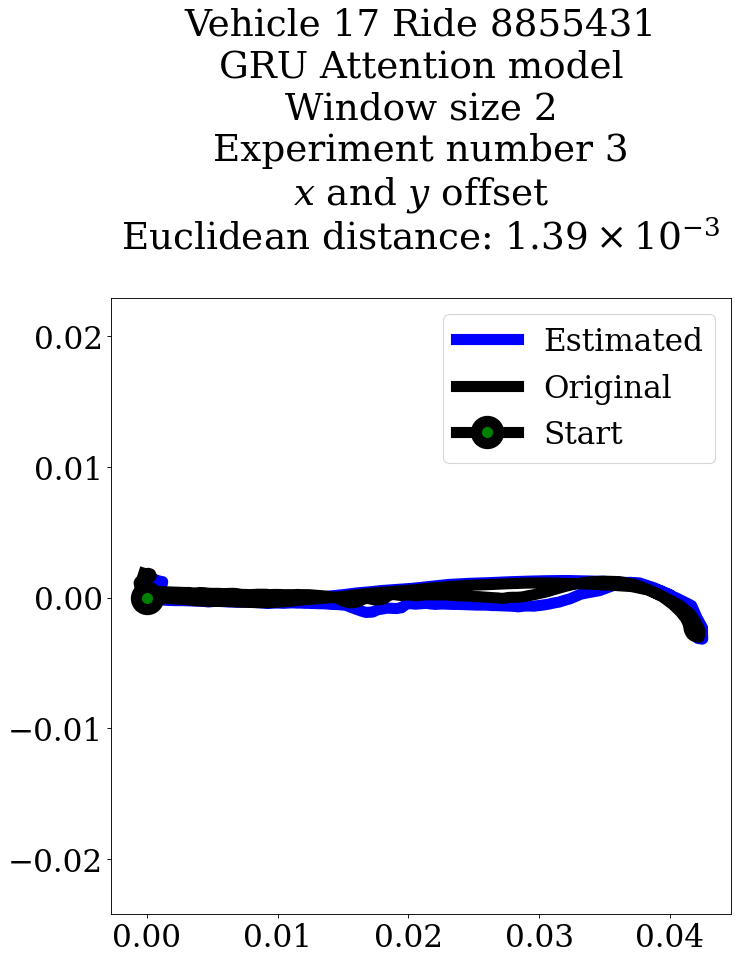 Vehicle 17 Ride 8855431
GRU Attention model
Window size 2
Experiment number 3
x and y offset
Euclidean distance: 1.39 × 10⁻³
Estimated
Original
Start
0.02
0.01
0.00
−0.01
−0.02
0.00 0.01 0.02 0.03 0.04